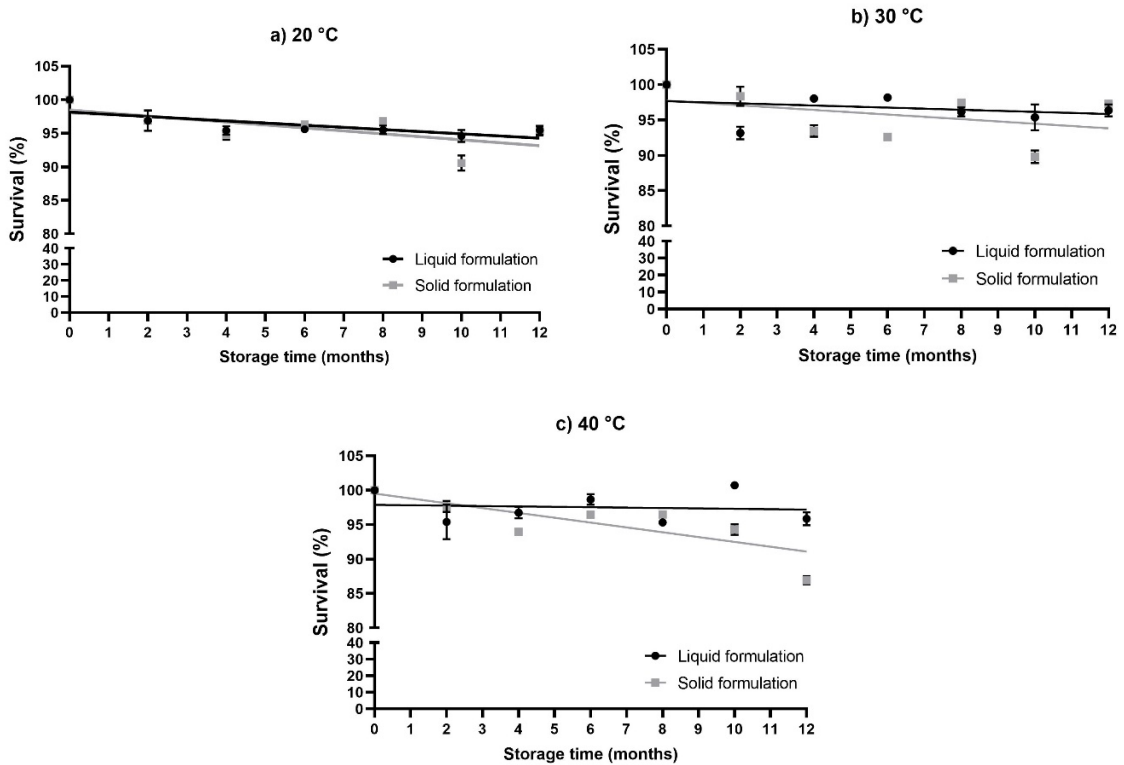 a) 20 °C
105
100
95
90
85
80
40
30
20
10
0
Survival (%)
0 1 2 3 4 5 6 7 8 9 10 11 12
Storage time (months)
Liquid formulation
Solid formulation
b) 30 °C
105
100
95
90
85
80
40
30
20
10
0
Survival (%)
0 1 2 3 4 5 6 7 8 9 10 11 12
Storage time (months)
Liquid formulation
Solid formulation
c) 40 °C
105
100
95
90
85
80
40
30
20
10
0
Survival (%)
0 1 2 3 4 5 6 7 8 9 10 11 12
Storage time (months)
Liquid formulation
Solid formulation